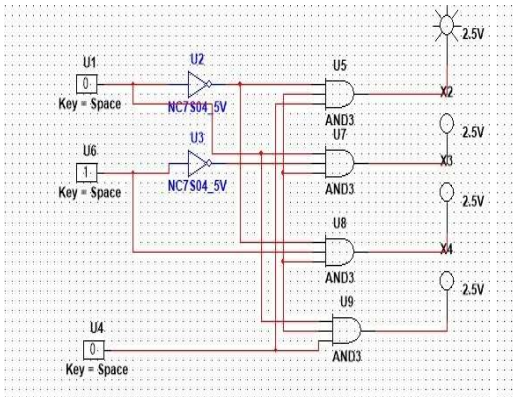 2.5V
U1
0
Key = Space
U2
NC7S04_5V
U5
AND3
X2
2.5V
U6
1
Key = Space
U3
NC7S04_5V
U7
AND3
X3
2.5V
U8
AND3
X4
2.5V
U4
0
Key = Space
U9
AND3